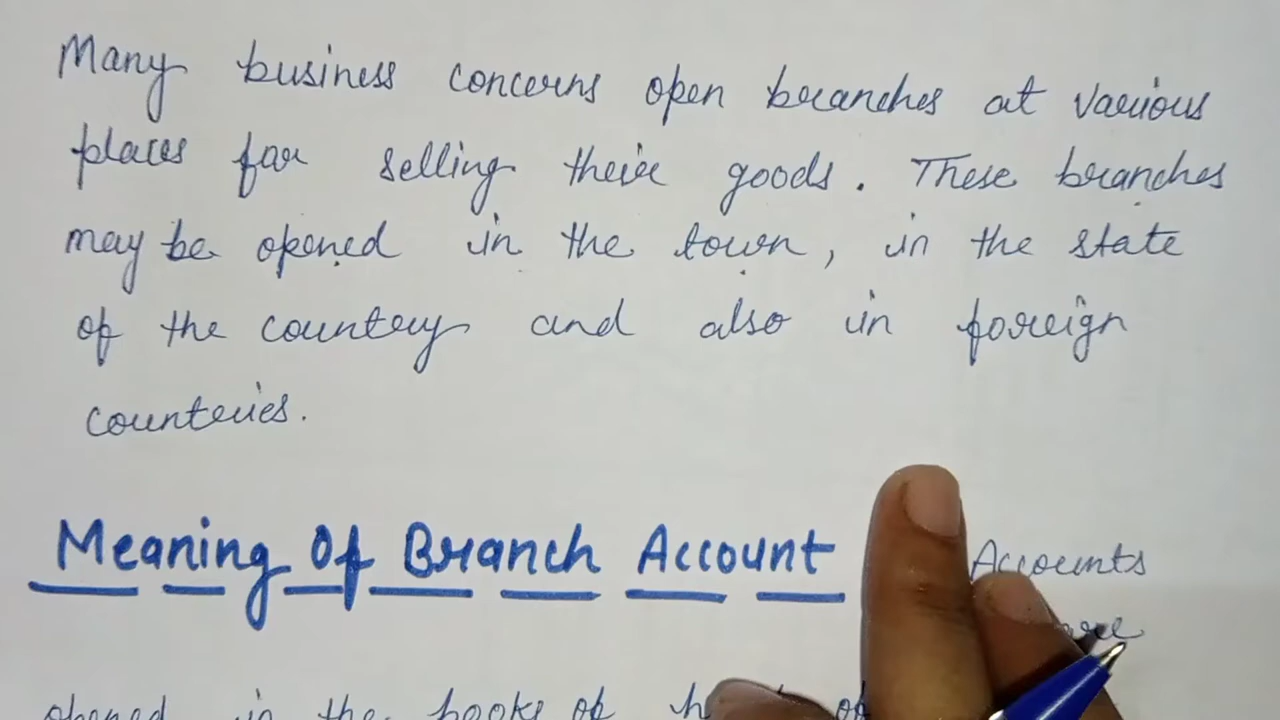 Many business concerns open branches at various
places for selling their goods. These branches
may be opened in the town, in the state
of the country and also in foreign
countries.
Meaning Of Branch Account Accounts
are
opened in the books of